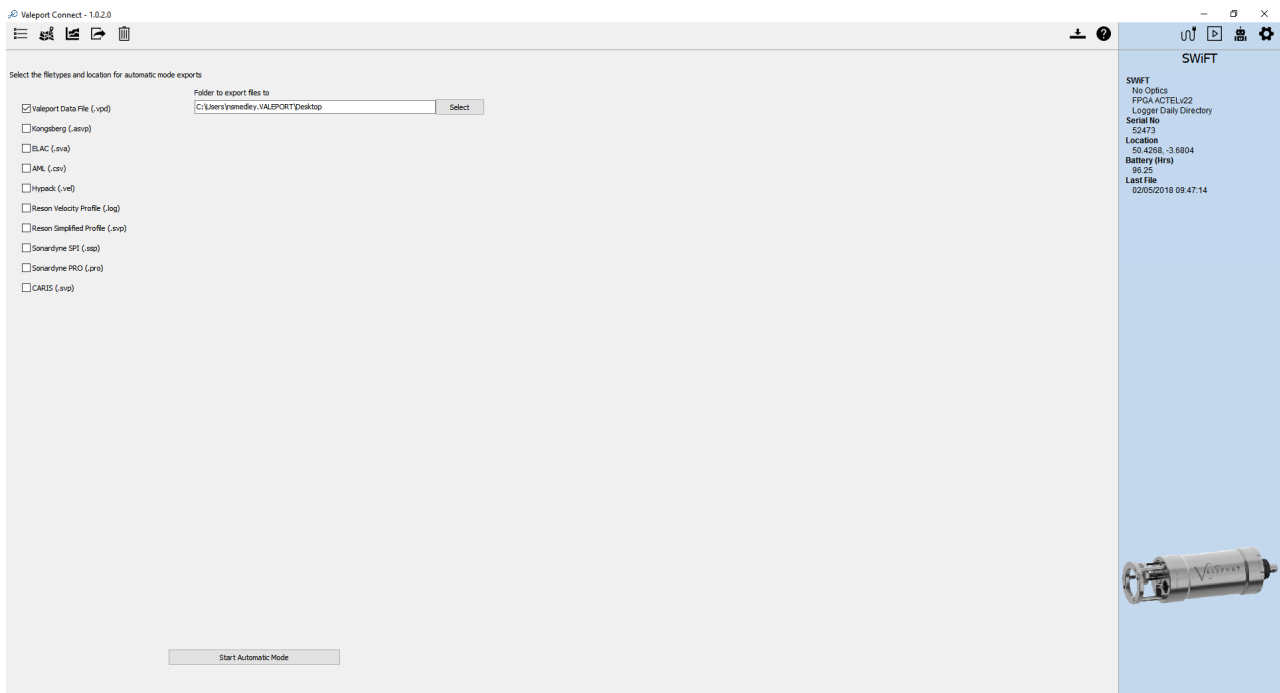 Valeport Connect - 1.0.2.0
SWiFT
Select the filetypes and location for automatic mode exports
Folder to export files to
C:\Users\nsmedley.VALEPORT\Desktop
Select
Valeport Data File (.vpd)
Kongsberg (.asvp)
ELAC (.sva)
AML (.csv)
Hypack (.vel)
Reson Velocity Profile (.log)
Reson Simplified Profile (.svp)
Sonardyne SPI (.ssp)
Sonardyne PRO (.pro)
CARIS (.svp)
Start Automatic Mode
SWiFT
No Optics
FPGA ACTELv22
Logger Daily Directory
Serial No
52473
Location
50.4268, -3.6804
Battery (Hrs)
96.25
Last File
02/05/2018 09:47:14
VALEPORT